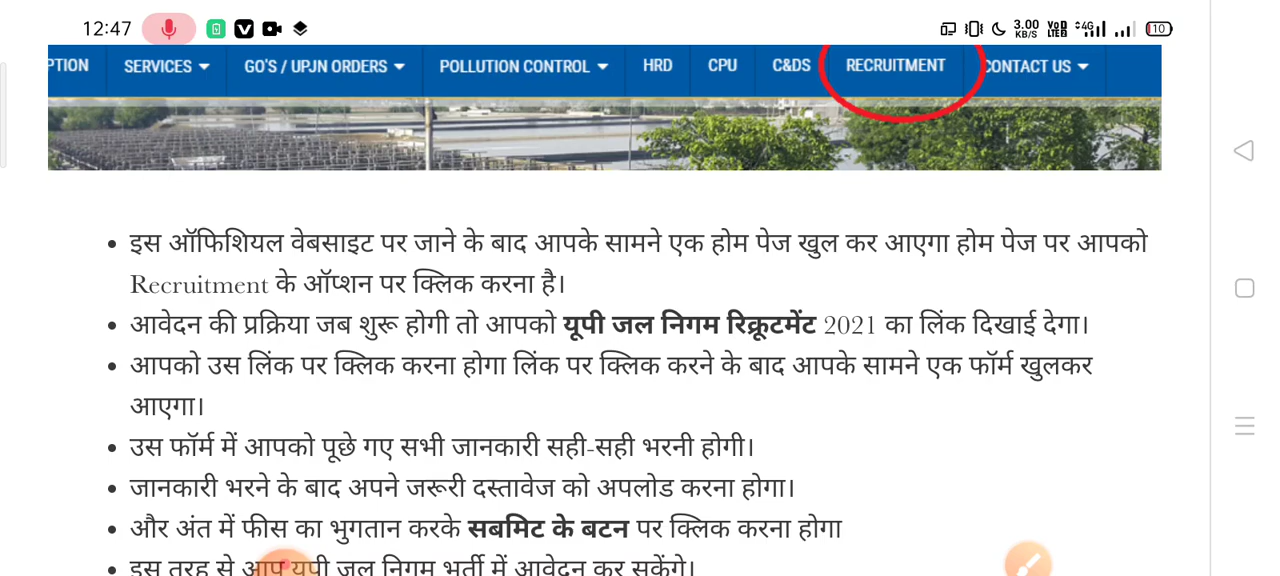 12:47 3.00 KB/S VoD LTE 4G 10
PTION SERVICES GO'S / UPJN ORDERS POLLUTION CONTROL HRD CPU C&DS RECRUITMENT CONTACT US
• इस ऑफिशियल वेबसाइट पर जाने के बाद आपके सामने एक होम पेज खुल कर आएगा होम पेज पर आपको
Recruitment के ऑप्शन पर क्लिक करना है।
• आवेदन की प्रक्रिया जब शुरू होगी तो आपको यूपी जल निगम रिक्रूटमेंट 2021 का लिंक दिखाई देगा।
• आपको उस लिंक पर क्लिक करना होगा लिंक पर क्लिक करने के बाद आपके सामने एक फॉर्म खुलकर
आएगा।
• उस फॉर्म में आपको पूछे गए सभी जानकारी सही-सही भरनी होगी।
• जानकारी भरने के बाद अपने जरूरी दस्तावेज को अपलोड करना होगा।
• और अंत में फीस का भुगतान करके सबमिट के बटन पर क्लिक करना होगा
• इस तरह से आप यूपी जल निगम भर्ती में आवेदन कर सकेंगे।